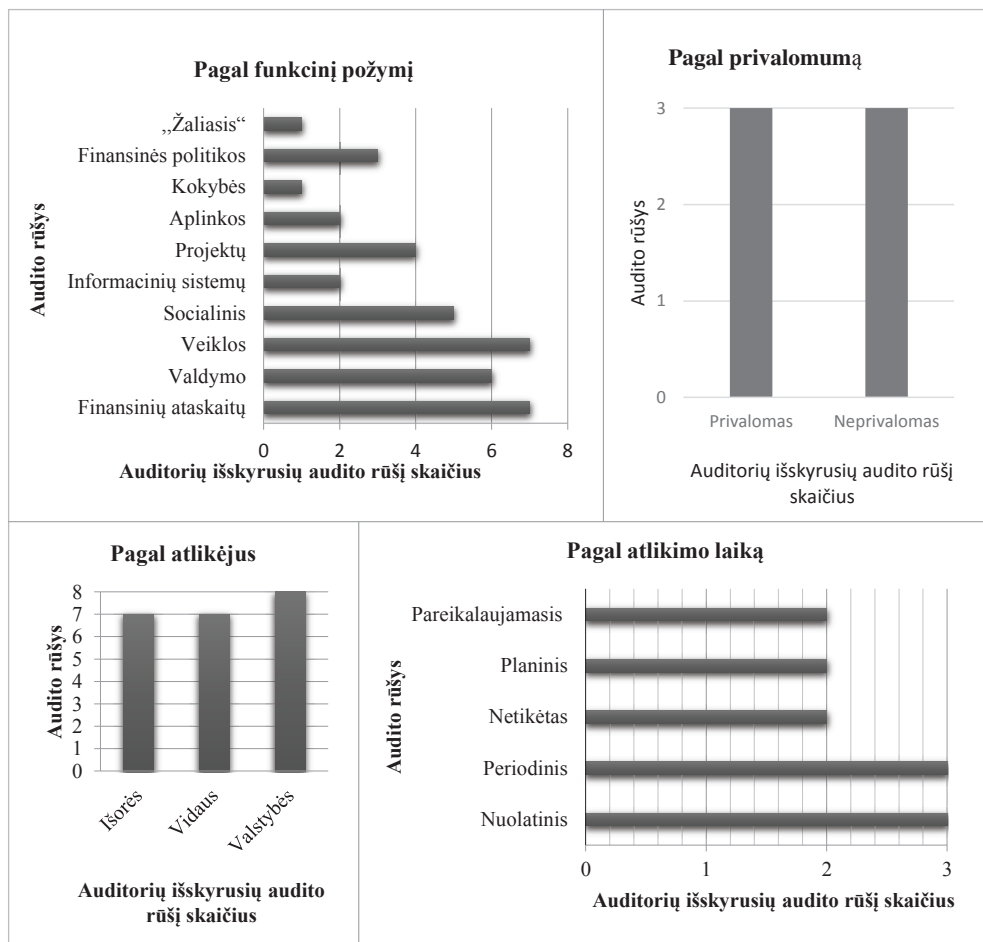 Pagal funkcinį požymį
Audito rūšys
„Žaliasis“
Finansinės politikos
Kokybės
Aplinkos
Projektų
Informacinių sistemų
Socialinis
Veiklos
Valdymo
Finansinių ataskaitų
0 2 4 6 8
Auditorių išskyrusių audito rūšį skaičius
Pagal privalomumą
Audito rūšys
3
2
1
0
Privalomas Neprivalomas
Auditorių išskyrusių audito rūšį
skaičius
Pagal atlikėjus
Audito rūšys
8
7
6
5
4
3
2
1
0
Išorės Vidaus Valstybės
Auditorių išskyrusių audito
rūšį skaičius
Pagal atlikimo laiką
Audito rūšys
Pareikalaujamasis
Planinis
Netikėtas
Periodinis
Nuolatinis
0 1 2 3
Auditorių išskyrusių audito rūšį skaičius